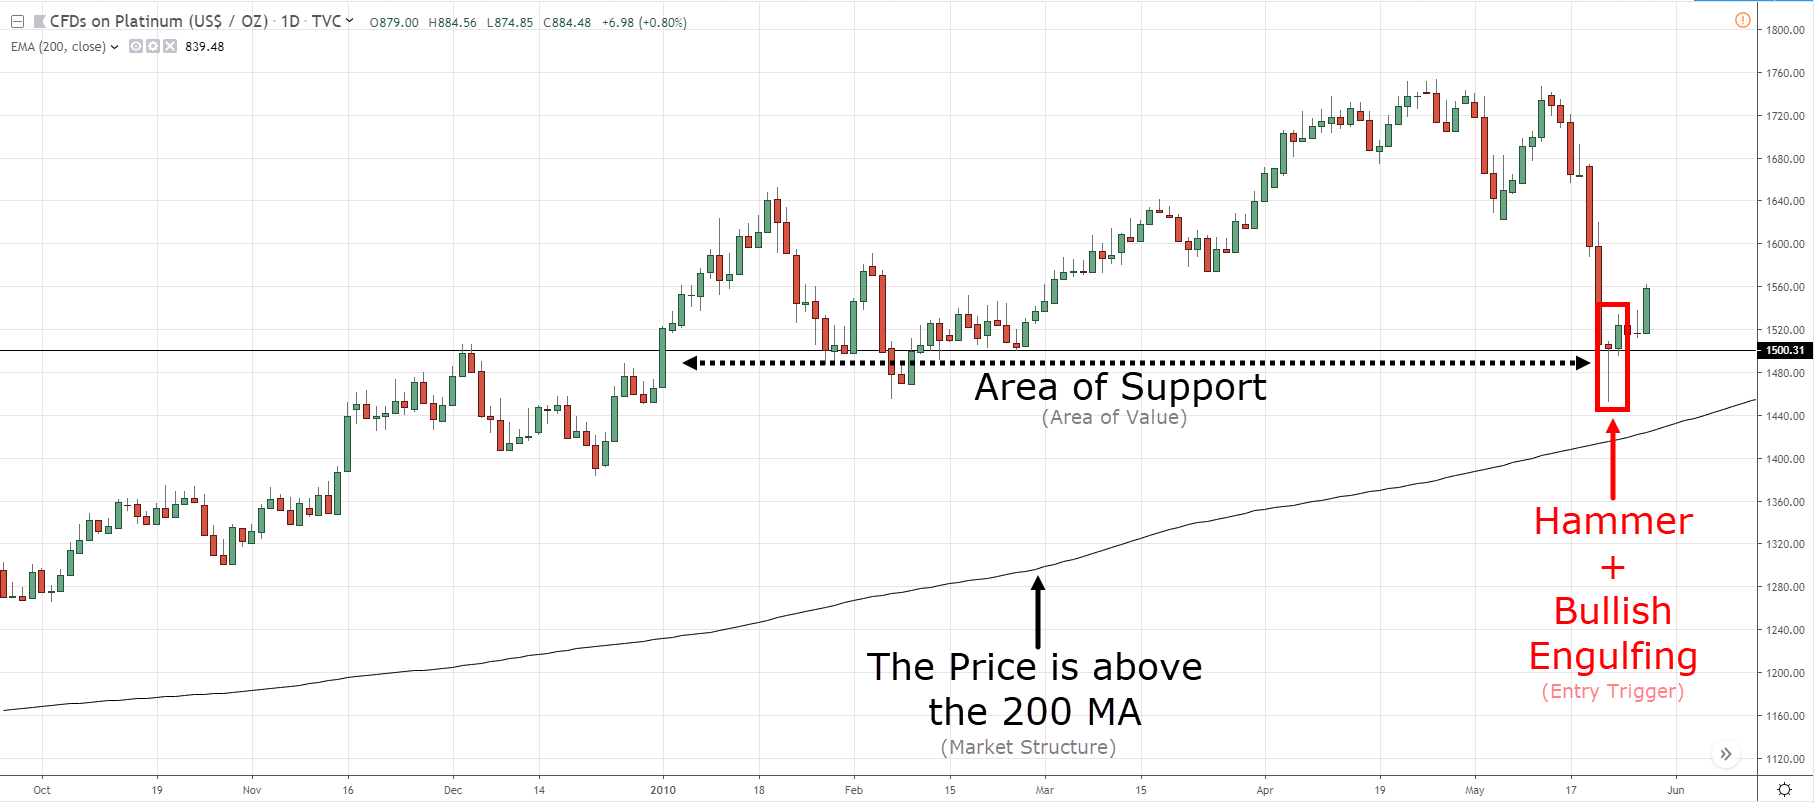 CFDs on Platinum (US$ / OZ) · 1D · TVC O879.00 H884.56 L874.85 C884.48 +6.98 (+0.80%)
EMA (200, close) 839.48
1800.00
1760.00
1720.00
1680.00
1640.00
1600.00
1560.00
1520.00
1500.31
1480.00
1440.00
1400.00
1360.00
1320.00
1280.00
1240.00
1200.00
1160.00
1120.00
Area of Support
(Area of Value)
Hammer
+
Bullish
Engulfing
(Entry Trigger)
The Price is above
the 200 MA
(Market Structure)
Oct 19 Nov 16 Dec 14 2010 18 Feb 15 Mar 15 Apr 19 May 17 Jun